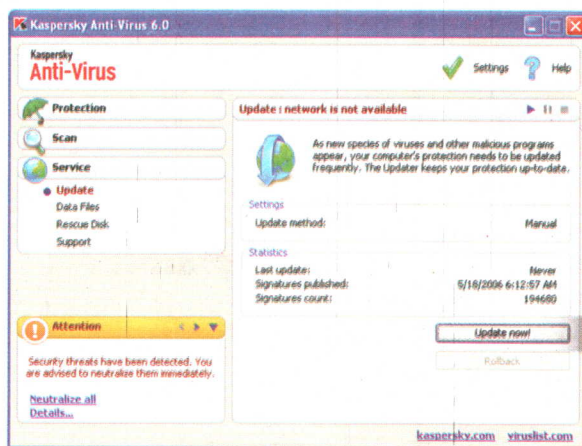 Kaspersky Anti-Virus 6.0
Kaspersky
Anti-Virus
Settings
Help
Protection
Scan
Service
Update
Data Files
Rescue Disk
Support
Attention
Security threats have been detected. You
are advised to neutralize them immediately.
Neutralize all
Details...
Update : network is not available
As new species of viruses and other malicious programs
appear, your computer's protection needs to be updated
frequently. The Updater keeps your protection up-to-date.
Settings
Update method: Manual
Statistics
Last update: Never
Signatures published: 5/18/2006 6:12:57 AM
Signatures count: 194680
Update now!
Rollback
kaspersky.com viruslist.com